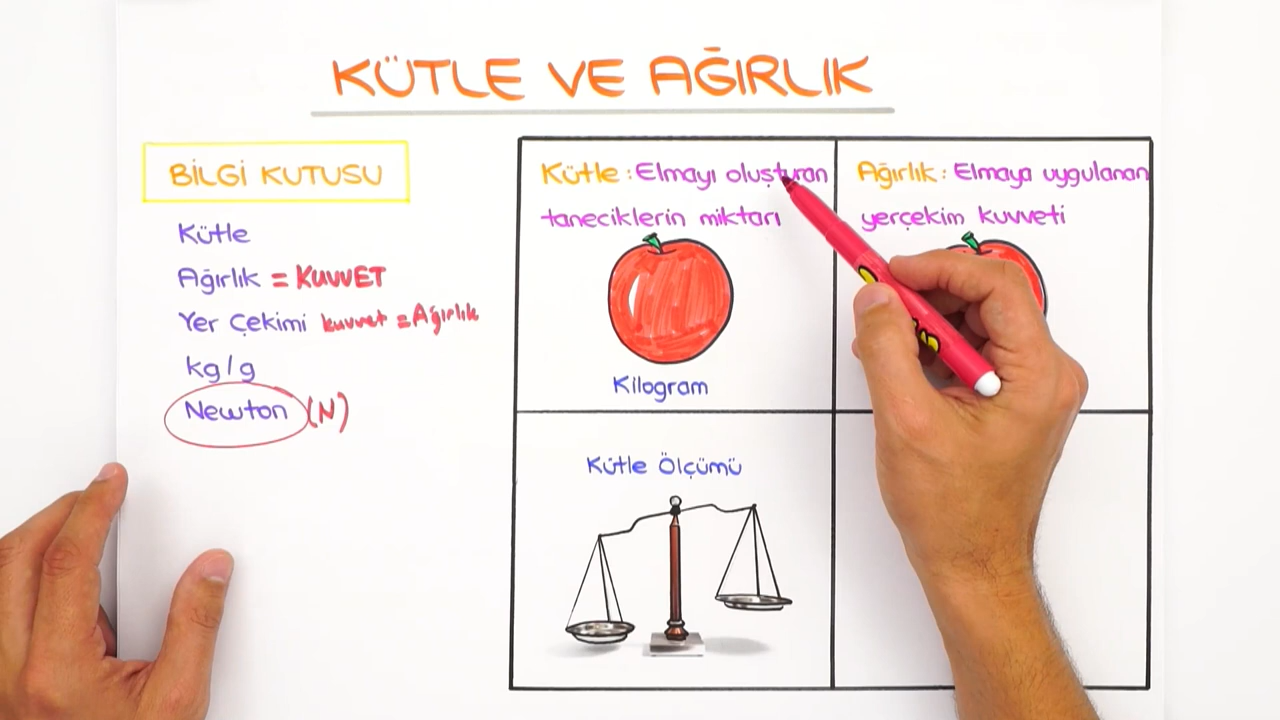 KÜTLE VE AĞIRLIK
BİLGİ KUTUSU
Kütle
Ağırlık = KUVVET
Yer Çekimi kuvvet = Ağırlık
kg/g
Newton (N)
Kütle : Elmayı oluşturan
taneciklerin miktarı
Kilogram
Ağırlık : Elmaya uygulanan
yerçekim kuvveti
Kütle Ölçümü